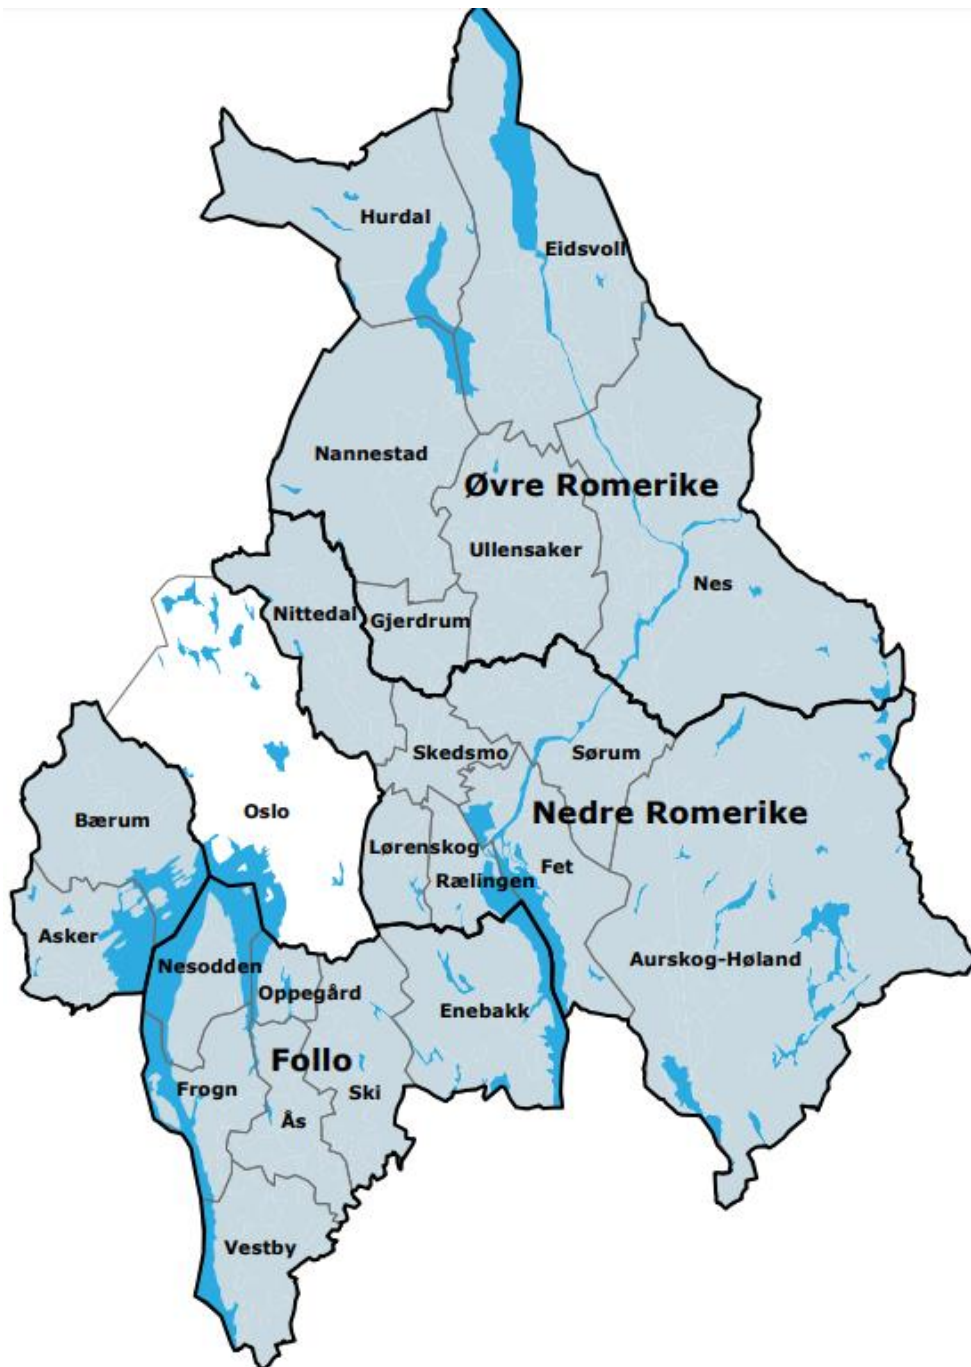 Hurdal
Eidsvoll
Nannestad
Øvre Romerike
Ullensaker
Nes
Nittedal
Gjerdrum
Skedsmo
Sørum
Oslo
Nedre Romerike
Bærum
Lørenskog
Fet
Rælingen
Asker
Aurskog-Høland
Nesodden
Oppegård
Enebakk
Follo
Frogn
Ski
Ås
Vestby